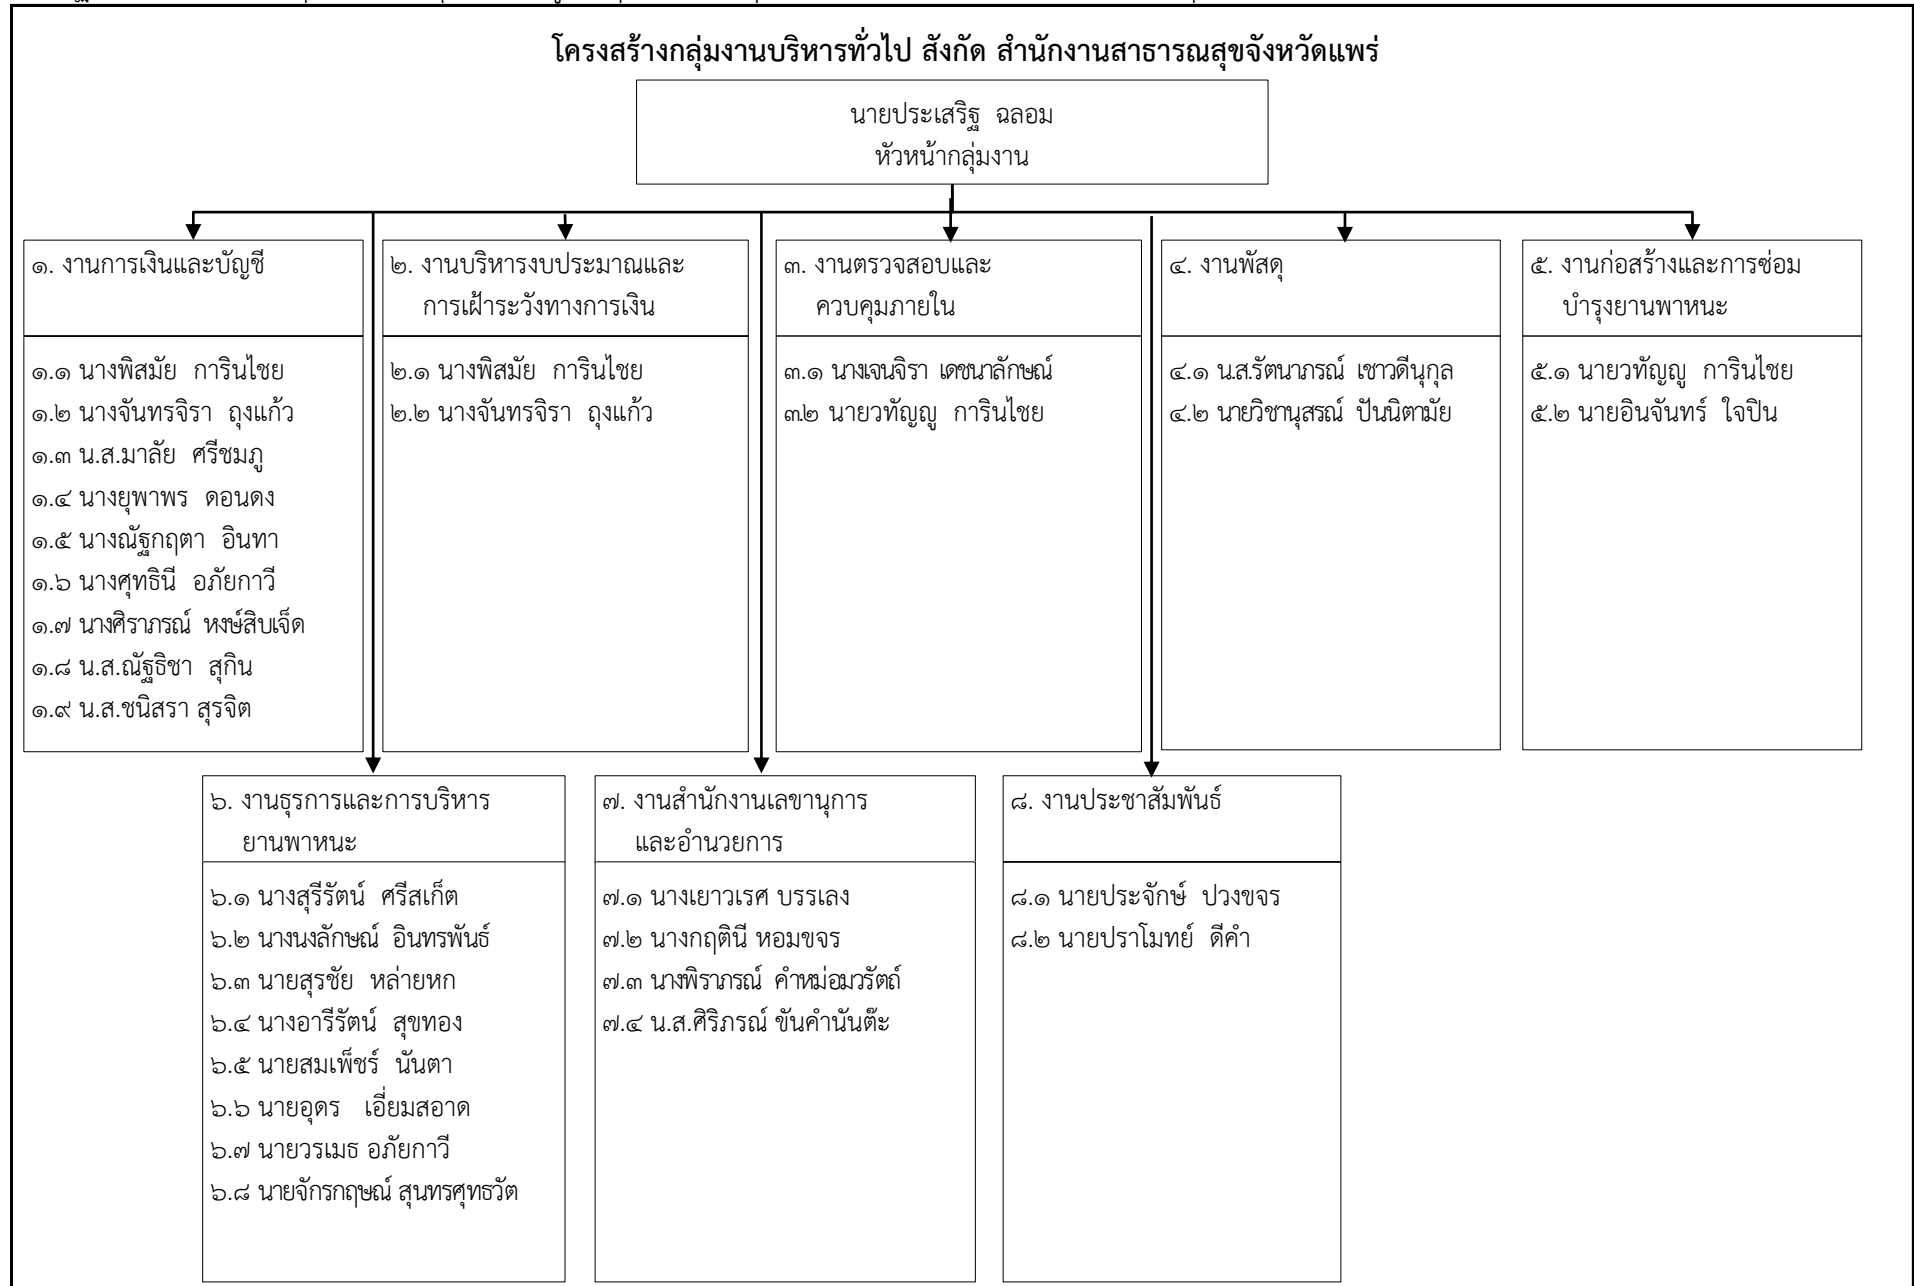 โครงสร้างกลุ่มงานบริหารทั่วไป สังกัด สำนักงานสาธารณสุขจังหวัดแพร่
นายประเสริฐ ฉลอม
หัวหน้ากลุ่มงาน
๑. งานการเงินและบัญชี
๑.๑ นางพิสมัย การินไชย
๑.๒ นางจันทรจิรา ถุงแก้ว
๑.๓ น.ส.มาลัย ศรีชมภู
๑.๔ นางยุพาพร ดอนดง
๑.๕ นางณัฐกฤตา อินทา
๑.๖ นางศุทธินี อภัยกาวี
๑.๗ นางศิราภรณ์ หงษ์สิบเจ็ด
๑.๘ น.ส.ณัฐธิชา สุกิน
๑.๙ น.ส.ชนิสรา สุรจิต
๒. งานบริหารงบประมาณและ
การเฝ้าระวังทางการเงิน
๒.๑ นางพิสมัย การินไชย
๒.๒ นางจันทรจิรา ถุงแก้ว
๓. งานตรวจสอบและ
ควบคุมภายใน
๓.๑ นางเจนจิรา เดชนาลักษณ์
๓.๒ นายวทัญญู การินไชย
๔. งานพัสดุ
๔.๑ น.ส.รัตนาภรณ์ เชาวดีนุกุล
๔.๒ นายวิชานุสรณ์ ปันนิตามัย
๕. งานก่อสร้างและการซ่อม
บำรุงยานพาหนะ
๕.๑ นายวทัญญู การินไชย
๕.๒ นายอินจันทร์ ใจปิน
๖. งานธุรการและการบริหาร
ยานพาหนะ
๖.๑ นางสุรีรัตน์ ศรีสเก็ต
๖.๒ นางนงลักษณ์ อินทรพันธ์
๖.๓ นายสุรชัย หล่ายหก
๖.๔ นางอารีรัตน์ สุขทอง
๖.๕ นายสมเพ็ชร์ นันตา
๖.๖ นายอุดร เอี่ยมสอาด
๖.๗ นายวรเมธ อภัยกาวี
๖.๘ นายจักรกฤษณ์ สุนทรศุทธวัต
๗. งานสำนักงานเลขานุการ
และอำนวยการ
๗.๑ นางเยาวเรศ บรรเลง
๗.๒ นางกฤตินี หอมขจร
๗.๓ นางพิราภรณ์ คำหม่อมวรัตถ์
๗.๔ น.ส.ศิริภรณ์ ขันคำนันต๊ะ
๘. งานประชาสัมพันธ์
๘.๑ นายประจักษ์ ปวงขจร
๘.๒ นายปราโมทย์ ดีคำ